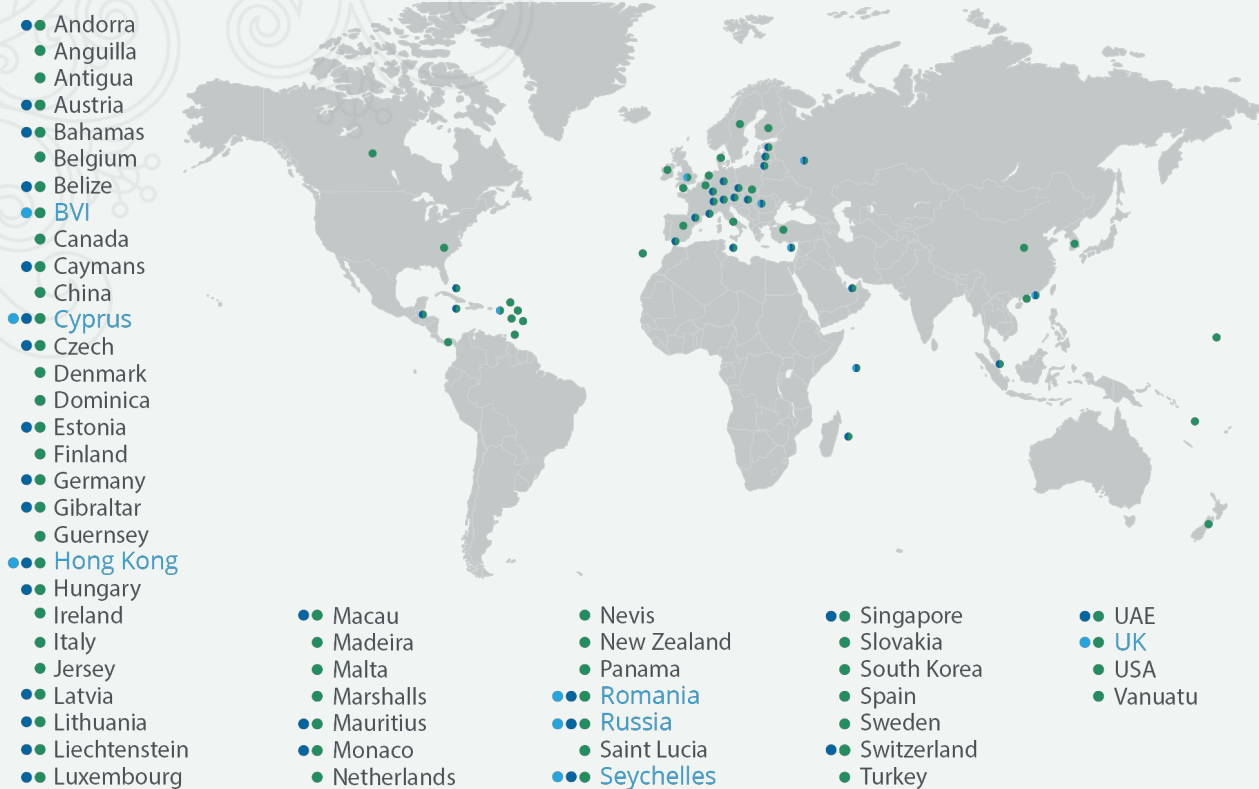 Andorra
Anguilla
Antigua
Austria
Bahamas
Belgium
Belize
BVI
Canada
Caymans
China
Cyprus
Czech
Denmark
Dominica
Estonia
Finland
Germany
Gibraltar
Guernsey
Hong Kong
Hungary
Ireland
Italy
Jersey
Latvia
Lithuania
Liechtenstein
Luxembourg
Macau
Madeira
Malta
Marshalls
Mauritius
Monaco
Netherlands
Nevis
New Zealand
Panama
Romania
Russia
Saint Lucia
Seychelles
Singapore
Slovakia
South Korea
Spain
Sweden
Switzerland
Turkey
UAE
UK
USA
Vanuatu